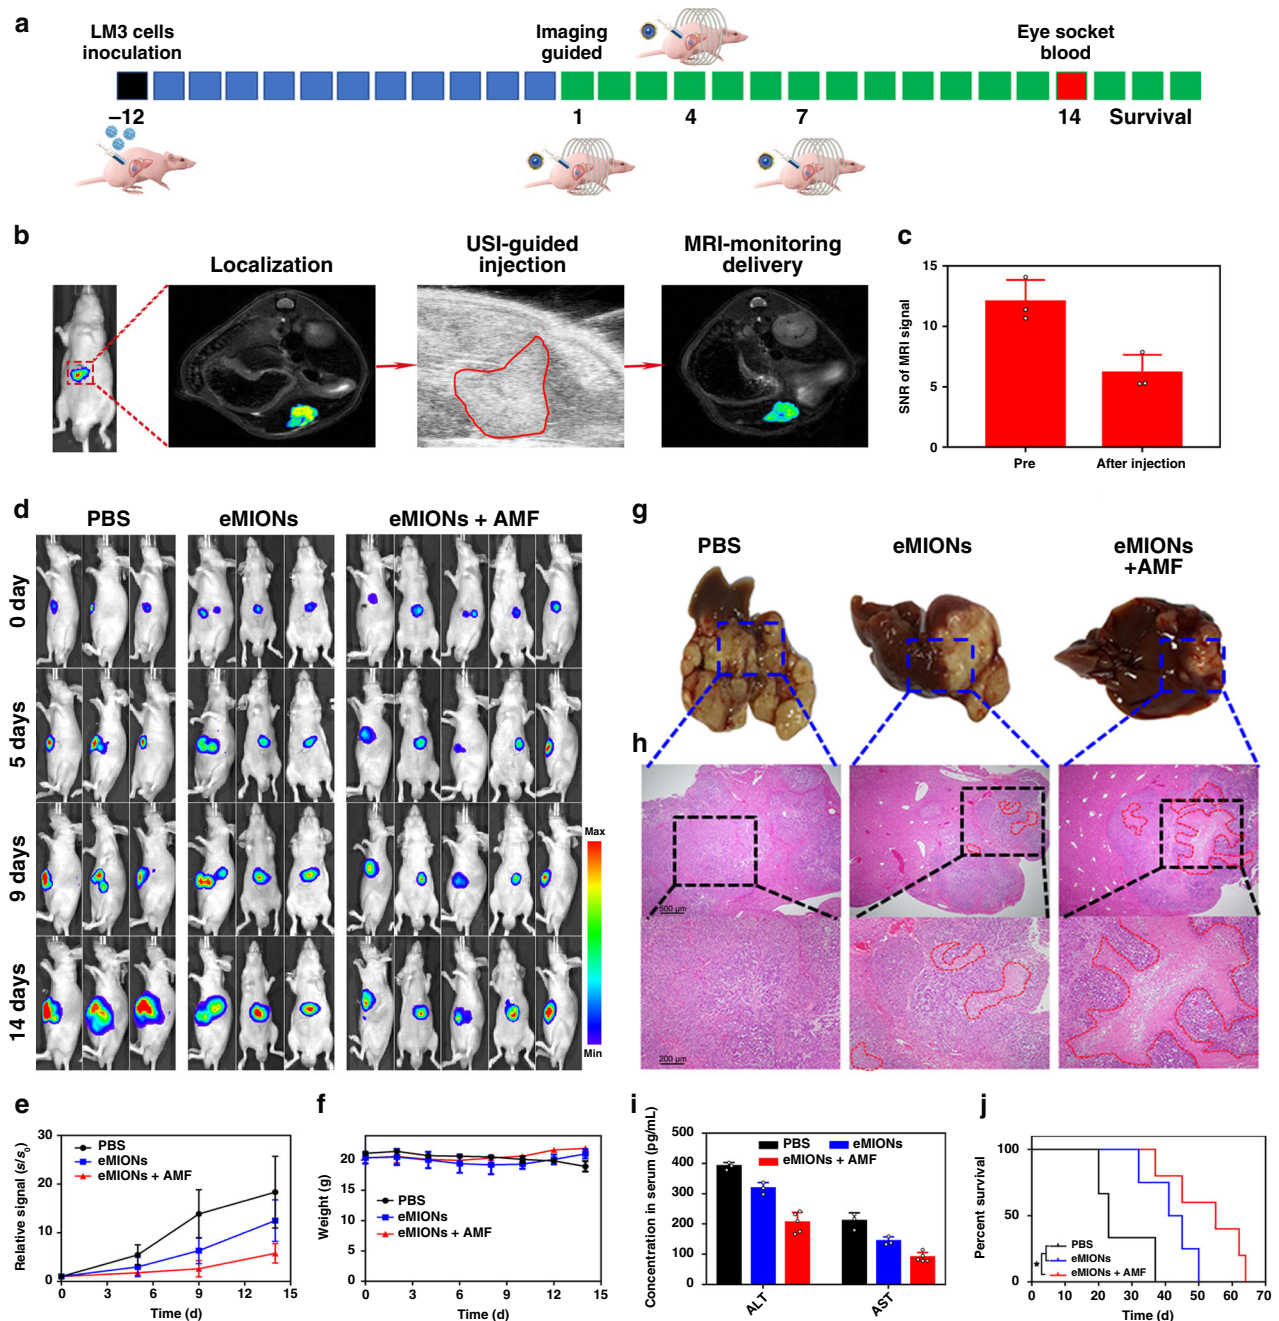 a
LM3 cells
inoculation
Imaging
guided
Eye socket
blood
−12
1
4
7
14
Survival
b
Localization
USI-guided
injection
MRI-monitoring
delivery
c
SNR of MRI signal
15
10
5
0
Pre
After injection
d
PBS
eMIONs
eMIONs + AMF
0 day
5 days
9 days
14 days
Max
Min
g
PBS
eMIONs
eMIONs
+AMF
h
500 µm
200 µm
e
Relative signal (s/s0)
30
20
10
0
PBS
eMIONs
eMIONs + AMF
0
3
6
9
12
15
Time (d)
f
Weight (g)
20
15
10
5
0
PBS
eMIONs
eMIONs + AMF
0
3
6
9
12
15
Time (d)
i
Concentration in serum (pg/mL)
500
400
300
200
100
0
PBS
eMIONs
eMIONs + AMF
ALT
AST
j
Percent survival
100
50
0
*
PBS
eMIONs
eMIONs + AMF
0
10
20
30
40
50
60
70
Time (d)